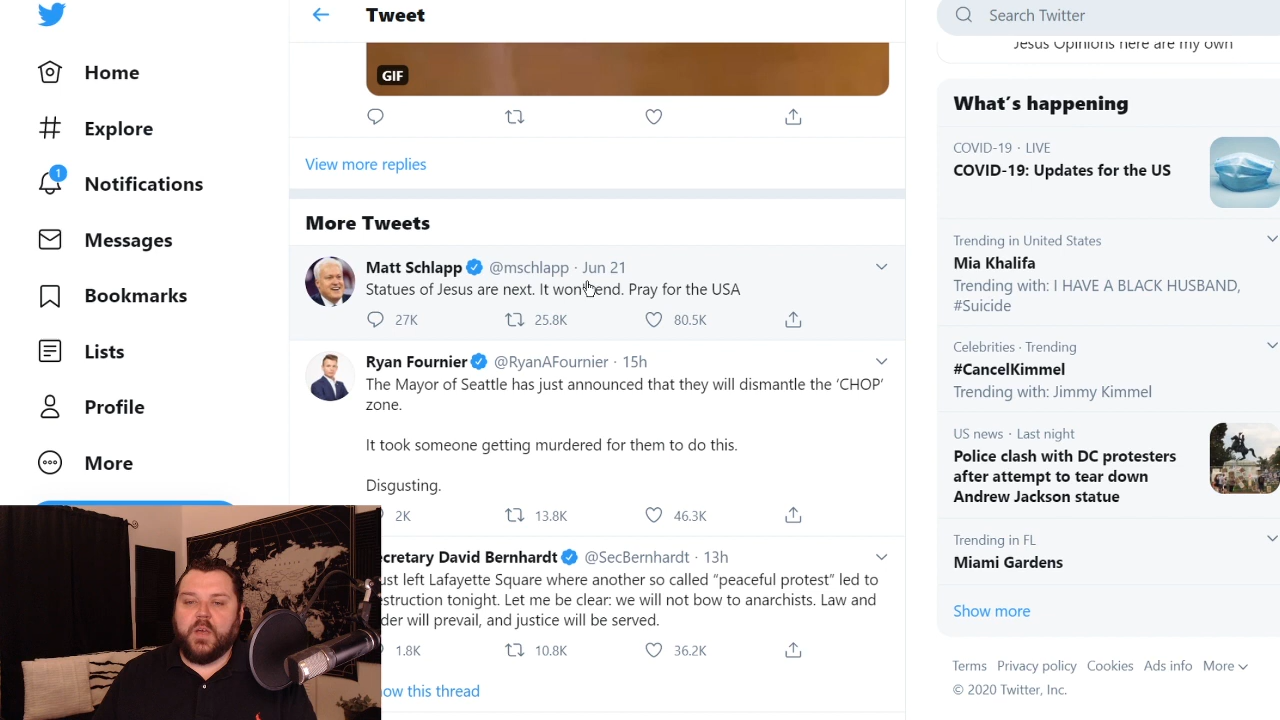 Home
Explore
1
Notifications
Messages
Bookmarks
Lists
Profile
More
Tweet
GIF
View more replies
More Tweets
Matt Schlapp @mschlapp · Jun 21
Statues of Jesus are next. It won end. Pray for the USA
27K 25.8K 80.5K
Ryan Fournier @RyanAFournier · 15h
The Mayor of Seattle has just announced that they will dismantle the ‘CHOP’
zone.
It took someone getting murdered for them to do this.
Disgusting.
2K 13.8K 46.3K
ecretary David Bernhardt @SecBernhardt · 13h
ust left Lafayette Square where another so called “peaceful protest” led to
estruction tonight. Let me be clear: we will not bow to anarchists. Law and
der will prevail, and justice will be served.
1.8K 10.8K 36.2K
ow this thread
Search Twitter
Jesus Opinions here are my own
What’s happening
COVID-19 · LIVE
COVID-19: Updates for the US
Trending in United States
Mia Khalifa
Trending with: I HAVE A BLACK HUSBAND,
#Suicide
Celebrities · Trending
#CancelKimmel
Trending with: Jimmy Kimmel
US news · Last night
Police clash with DC protesters
after attempt to tear down
Andrew Jackson statue
Trending in FL
Miami Gardens
Show more
Terms Privacy policy Cookies Ads info More
© 2020 Twitter, Inc.